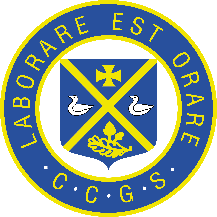 LABORARE EST ORARE
· C · C · G · S ·